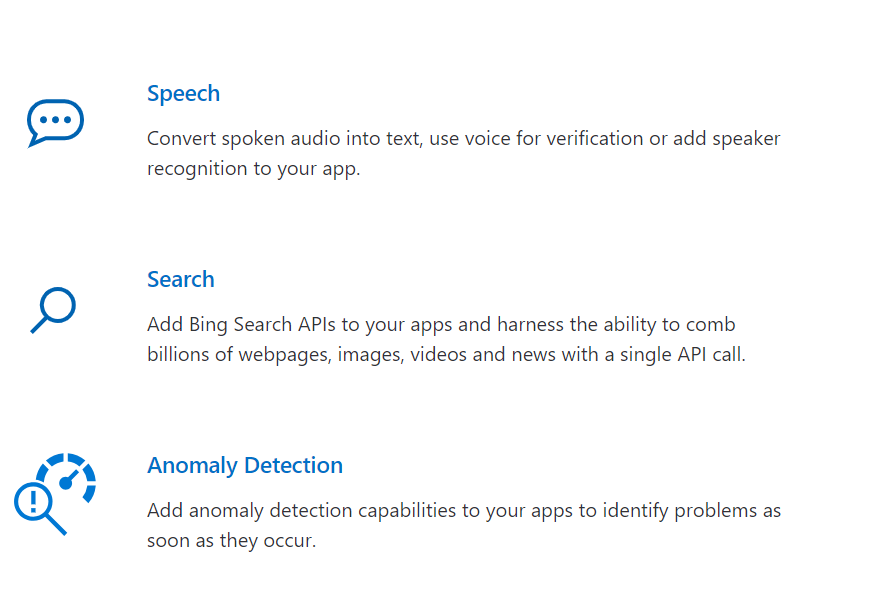 Speech
Convert spoken audio into text, use voice for verification or add speaker
recognition to your app.
Search
Add Bing Search APIs to your apps and harness the ability to comb
billions of webpages, images, videos and news with a single API call.
Anomaly Detection
Add anomaly detection capabilities to your apps to identify problems as
soon as they occur.